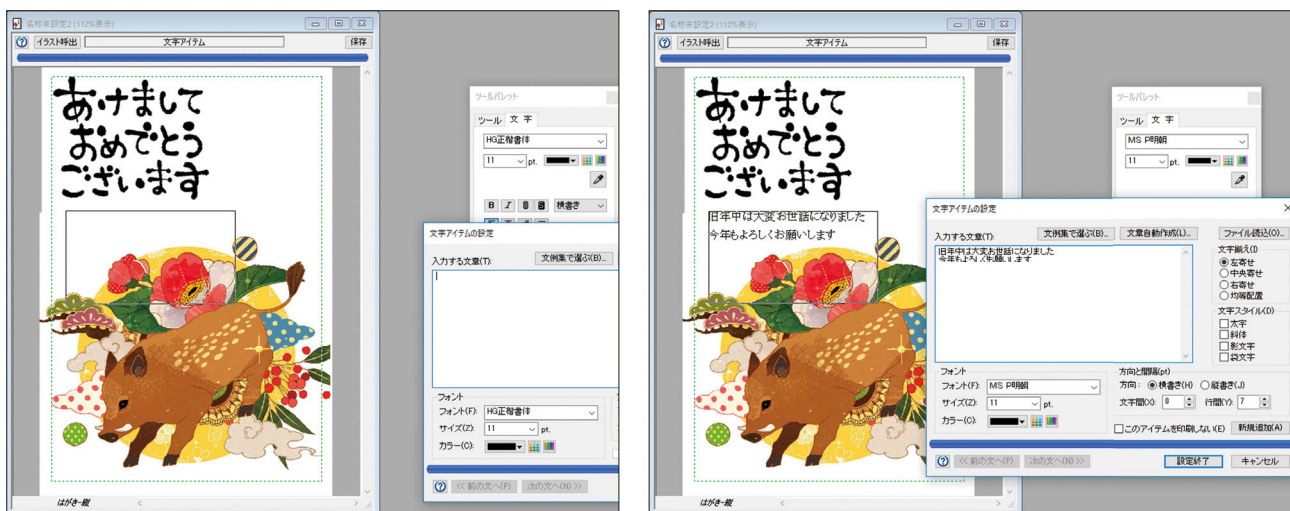 名称未設定2 (112%表示)
イラスト呼出
文字アイテム
保存
あけまして
おめでとう
ございます
はがき-縦
ツールパレット
ツール
文 字
HG正楷書体
11
pt.
B
I
横書き
文字アイテムの設定
入力する文章(T):
文例集で選ぶ(B)...
フォント
フォント(F):
HG正楷書体
サイズ(Z):
11
pt.
カラー(C):
<< 前の文へ(P)
次の文へ(N) >>
名称未設定2 (112%表示)
イラスト呼出
文字アイテム
保存
あけまして
おめでとう
ございます
旧年中は大変お世話になりました
今年もよろしくお願いします
はがき-縦
ツールパレット
ツール
文 字
MS P明朝
11
pt.
文字アイテムの設定
入力する文章(T):
文例集で選ぶ(B)...
文章自動作成(L)...
ファイル読込(O)...
旧年中は大変お世話になりました
今年もよろしくお願いします
文字揃え(I)
左寄せ
中央寄せ
右寄せ
均等配置
文字スタイル(D)
太字
斜体
影文字
袋文字
フォント
フォント(F):
MS P明朝
サイズ(Z):
11
pt.
カラー(C):
方向と間隔(pt)
方向:
横書き(H)
縦書き(J)
文字間(X):
0
行間(Y):
7
このアイテムを印刷しない(E)
新規追加(A)
<< 前の文へ(P)
次の文へ(N) >>
設定終了
キャンセル